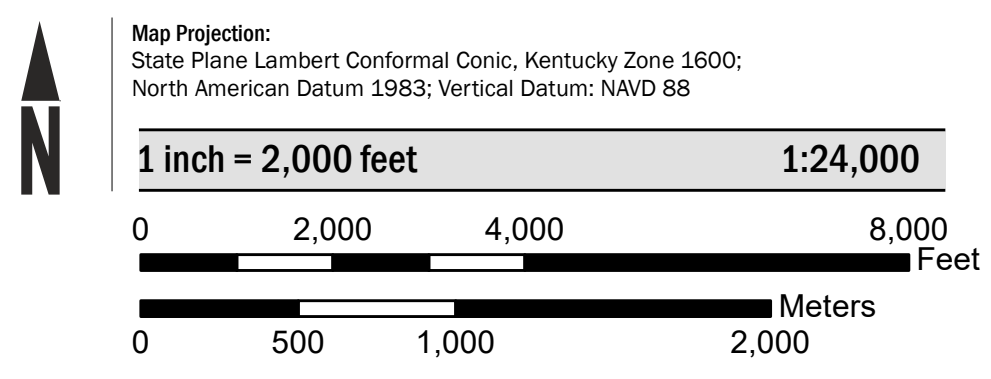 N
Map Projection:
State Plane Lambert Conformal Conic, Kentucky Zone 1600;
North American Datum 1983; Vertical Datum: NAVD 88
1 inch = 2,000 feet 1:24,000
0 2,000 4,000 8,000
Feet
Meters
0 500 1,000 2,000